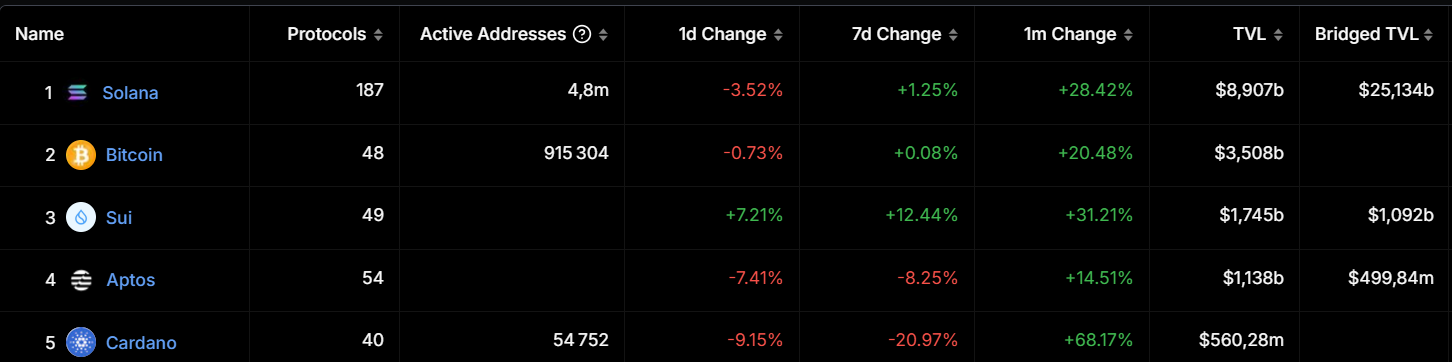 Name Protocols Active Addresses ? 1d Change 7d Change 1m Change TVL Bridged TVL
1 Solana 187 4,8m -3.52% +1.25% +28.42% $8,907b $25,134b
2 Bitcoin 48 915 304 -0.73% +0.08% +20.48% $3,508b
3 Sui 49 +7.21% +12.44% +31.21% $1,745b $1,092b
4 Aptos 54 -7.41% -8.25% +14.51% $1,138b $499,84m
5 Cardano 40 54 752 -9.15% -20.97% +68.17% $560,28m